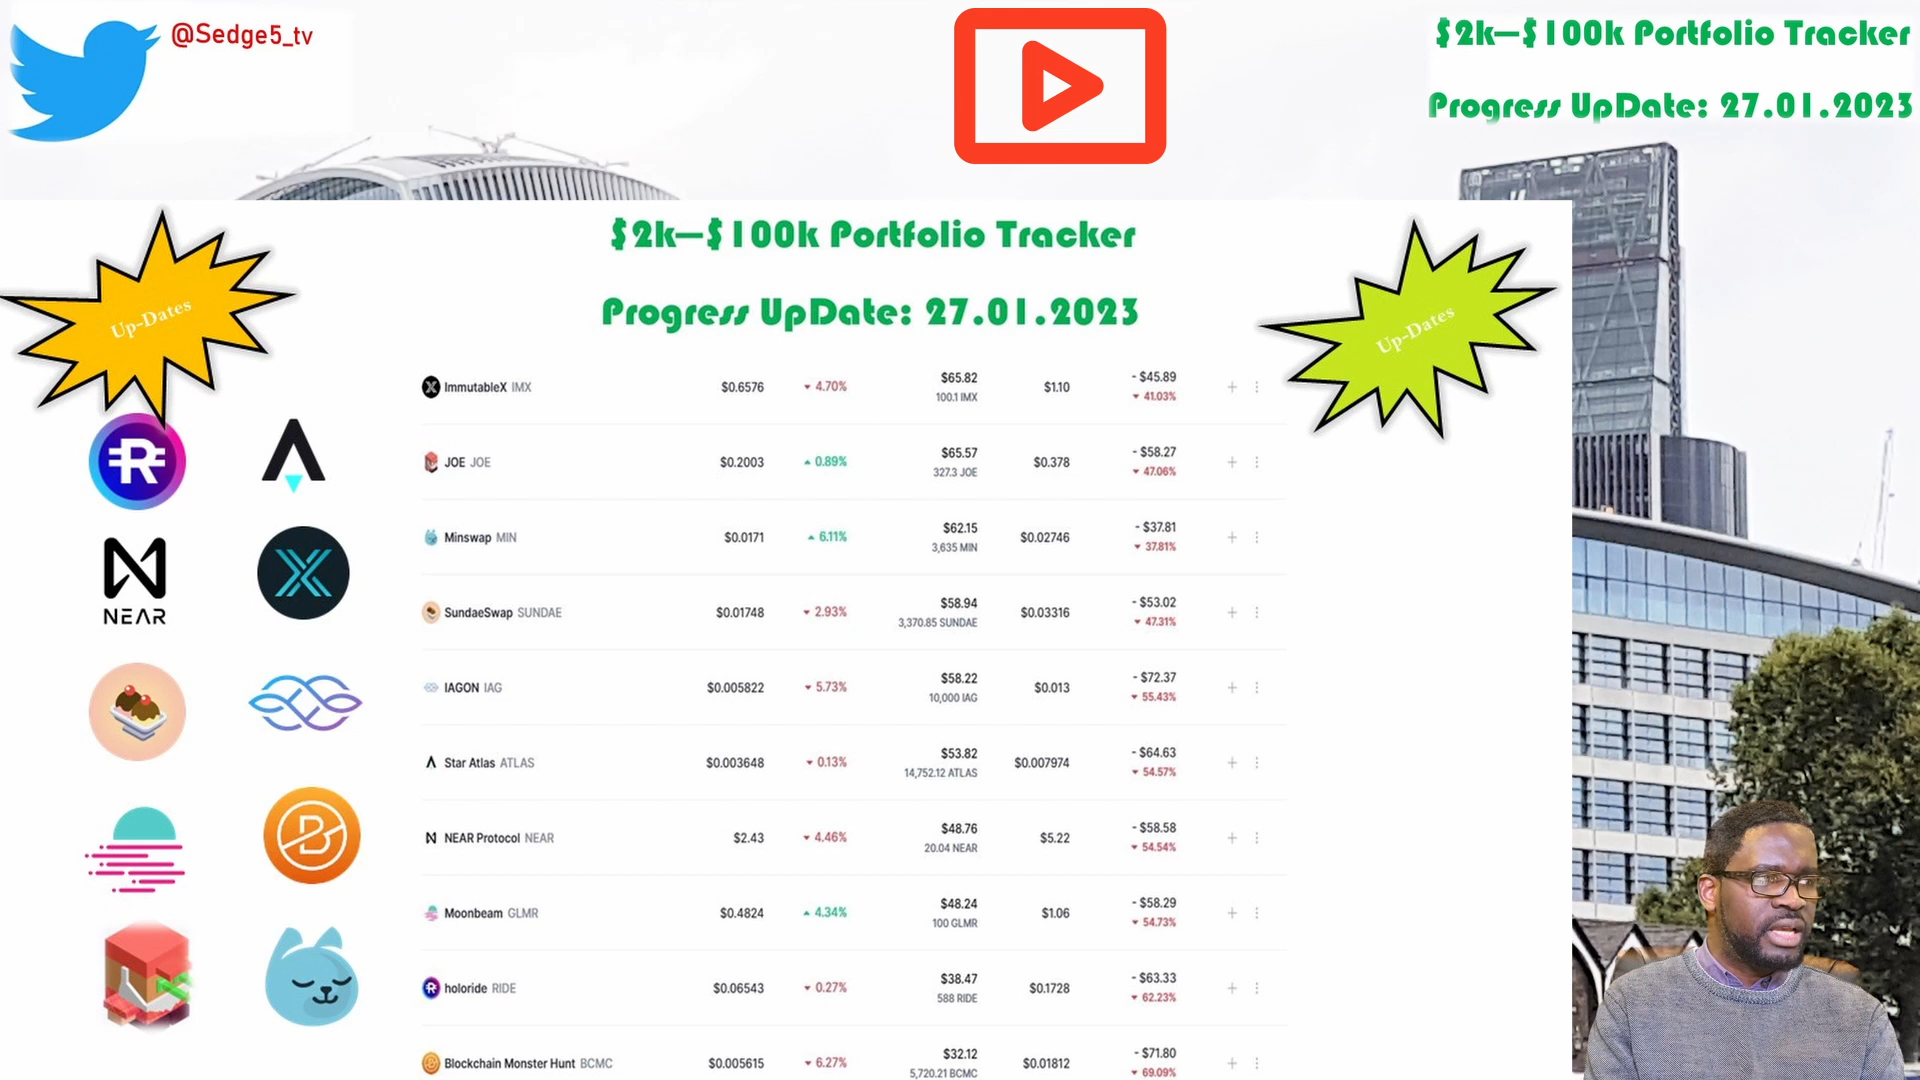 @Sedge5_tv
$2k—$100k Portfolio Tracker
Progress UpDate: 27.01.2023
$2k—$100k Portfolio Tracker
Progress UpDate: 27.01.2023
Up-Dates
Up-Dates
NEAR
ImmutableX IMX $0.6576 4.70% $65.82 100.1 IMX $1.10 - $45.89 41.03%
JOE JOE $0.2003 0.89% $65.57 327.3 JOE $0.378 - $58.27 47.06%
Minswap MIN $0.0171 6.11% $62.15 3,635 MIN $0.02746 - $37.81 37.81%
SundaeSwap SUNDAE $0.01748 2.93% $58.94 3,370.85 SUNDAE $0.03316 - $53.02 47.31%
IAGON IAG $0.005822 5.73% $58.22 10,000 IAG $0.013 - $72.37 55.43%
Star Atlas ATLAS $0.003648 0.13% $53.82 14,752.12 ATLAS $0.007974 - $64.63 54.57%
NEAR Protocol NEAR $2.43 4.46% $48.76 20.04 NEAR $5.22 - $58.58 54.54%
Moonbeam GLMR $0.4824 4.34% $48.24 100 GLMR $1.06 - $58.29 54.73%
holoride RIDE $0.06543 0.27% $38.47 588 RIDE $0.1728 - $63.33 62.23%
Blockchain Monster Hunt BCMC $0.005615 6.27% $32.12 5,720.21 BCMC $0.01812 - $71.80 69.09%